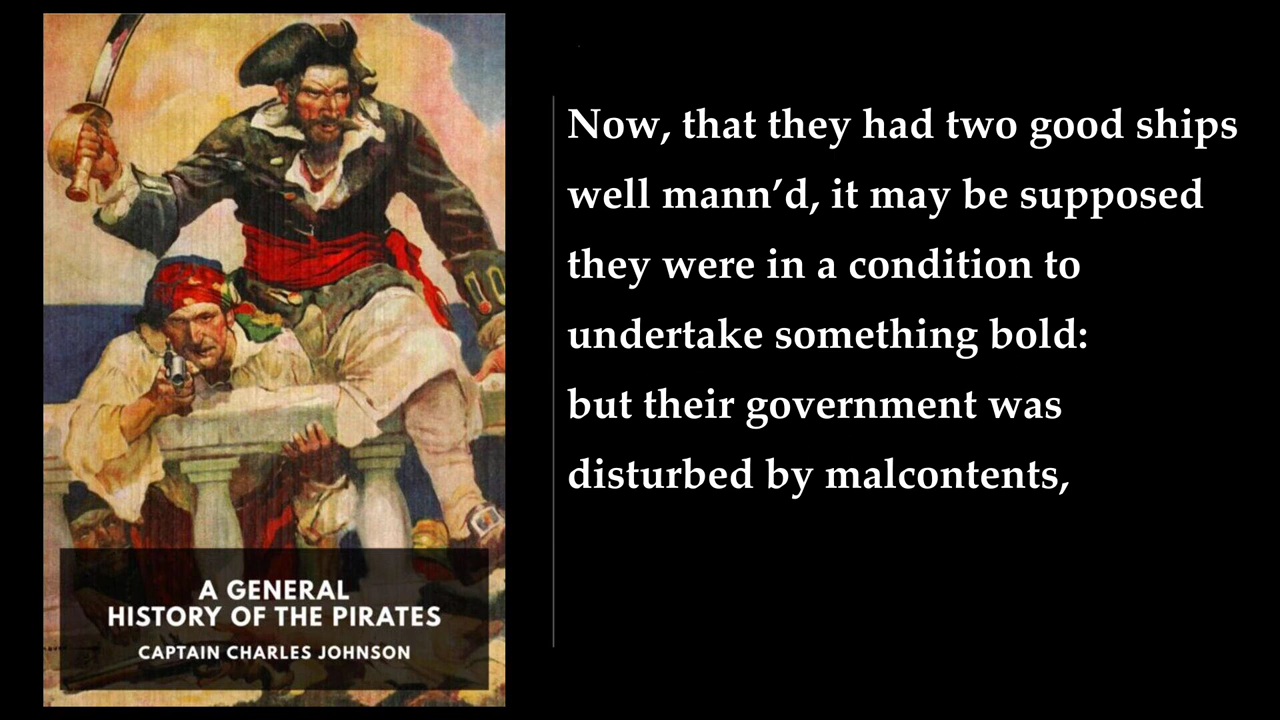 A GENERAL
HISTORY OF THE PIRATES
CAPTAIN CHARLES JOHNSON
Now, that they had two good ships
well mann’d, it may be supposed
they were in a condition to
undertake something bold:
but their government was
disturbed by malcontents,